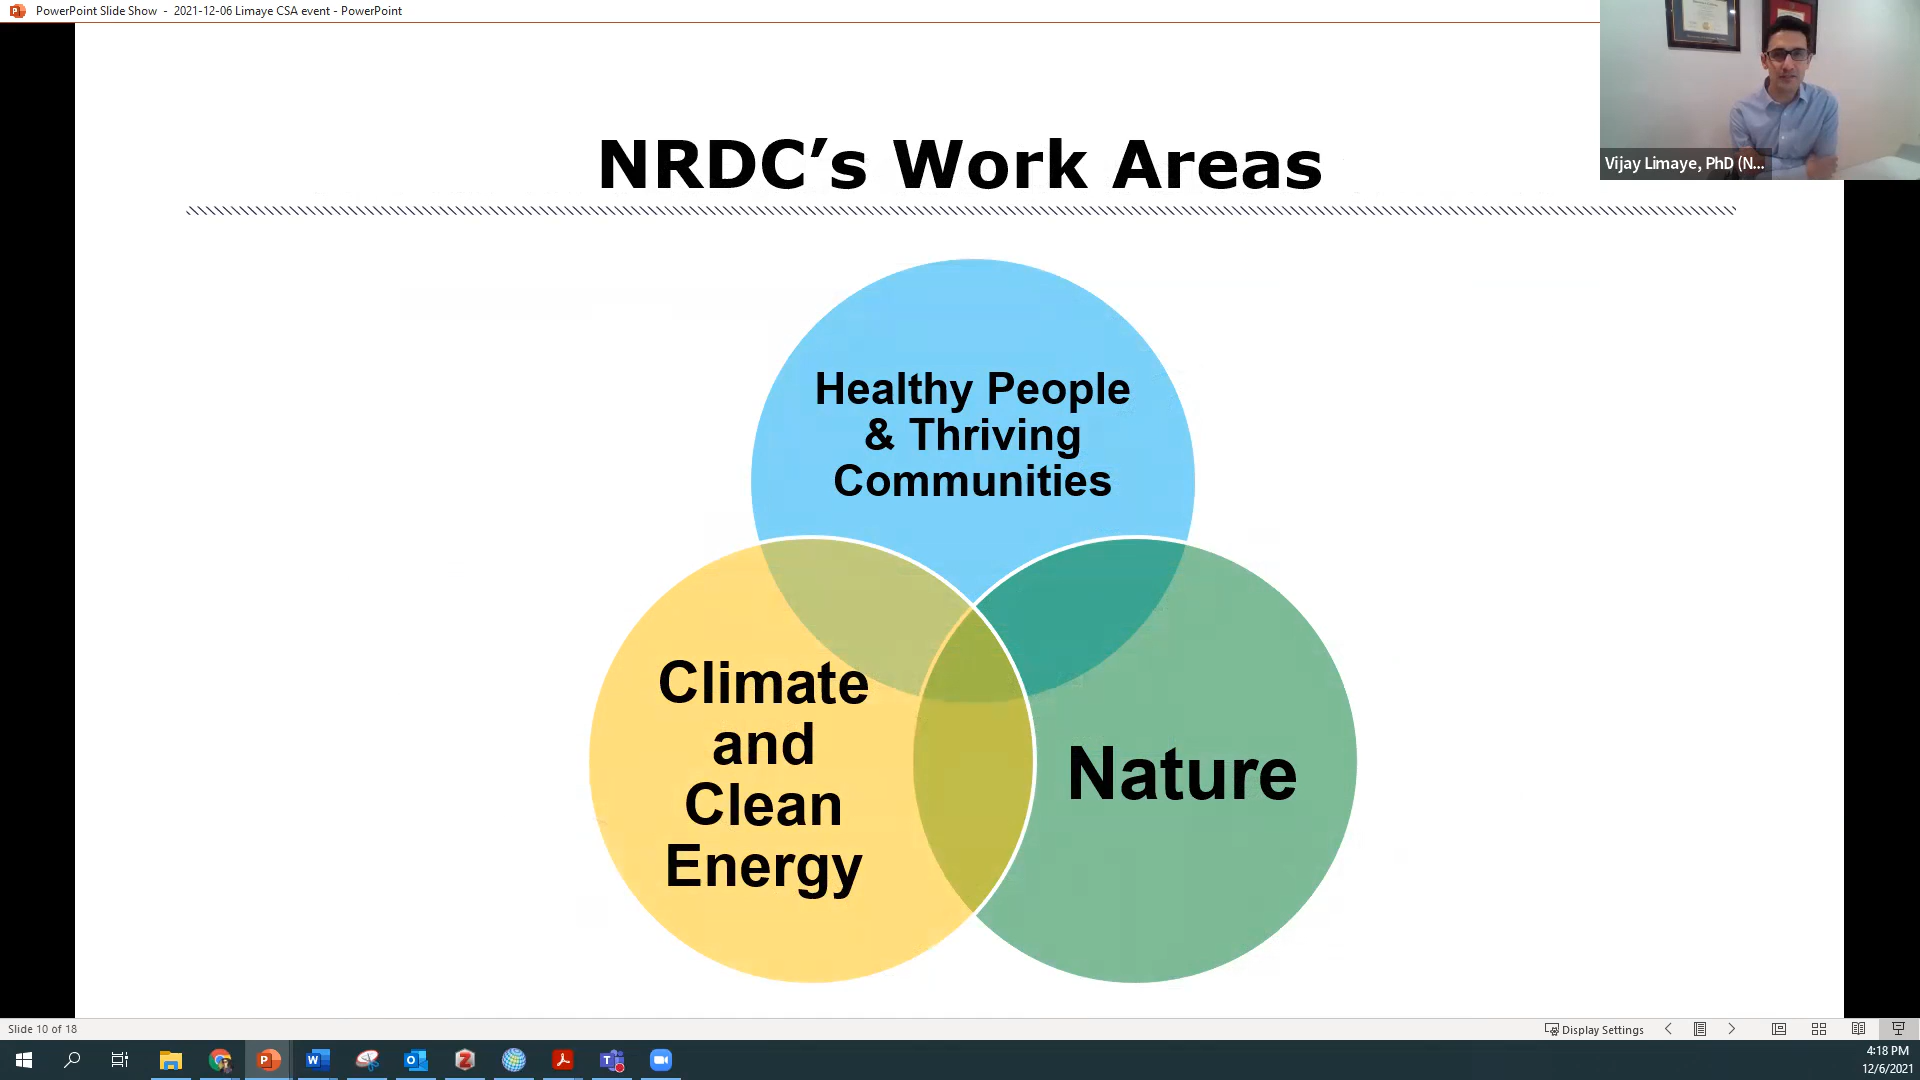 PowerPoint Slide Show - 2021-12-06 Limaye CSA event - PowerPoint
Vijay Limaye, PhD (N...
NRDC’s Work Areas
Healthy People
& Thriving
Communities
Climate
and
Clean
Energy
Nature
Slide 10 of 18
Display Settings
4:18 PM
12/6/2021